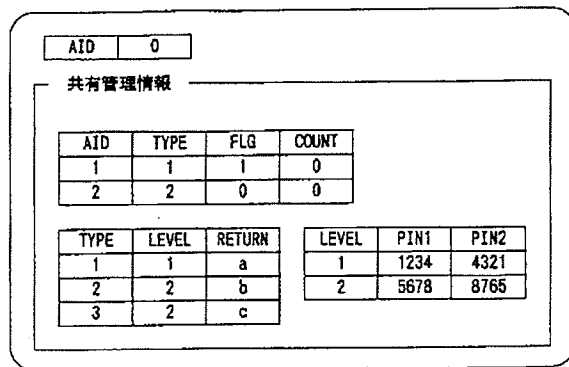 AID 0
共有管理情報
AID TYPE FLG COUNT
1 1 1 0
2 2 0 0
TYPE LEVEL RETURN
1 1 a
2 2 b
3 2 c
LEVEL PIN1 PIN2
1 1234 4321
2 5678 8765